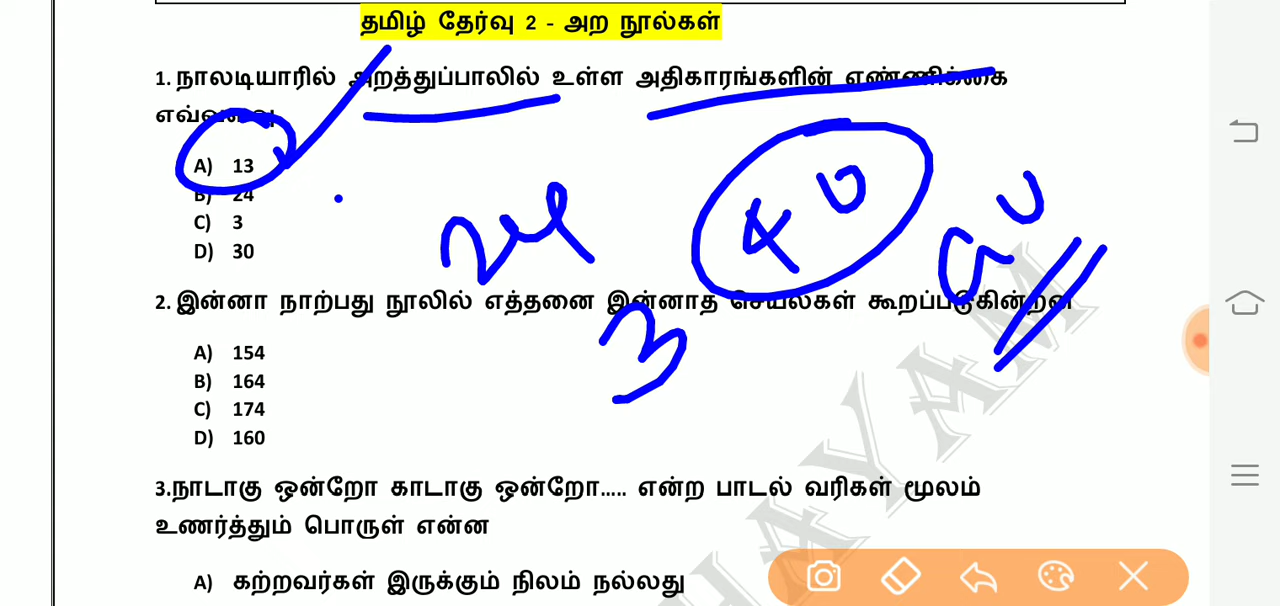 தமிழ் தேர்வு 2 - அற நூல்கள்
1. நாலடியாரில் அறத்துப்பாலில் உள்ள அதிகாரங்களின் எண்ணிக்கை
எவ்வளவு
A) 13
B) 24
C) 3
D) 30
40
3
2. இன்னா நாற்பது நூலில் எத்தனை இன்னாத செயல்கள் கூறப்படுகின்றன
A) 154
B) 164
C) 174
D) 160
3.நாடாகு ஒன்றோ காடாகு ஒன்றோ..... என்ற பாடல் வரிகள் மூலம்
உணர்த்தும் பொருள் என்ன
A) கற்றவர்கள் இருக்கும் நிலம் நல்லது